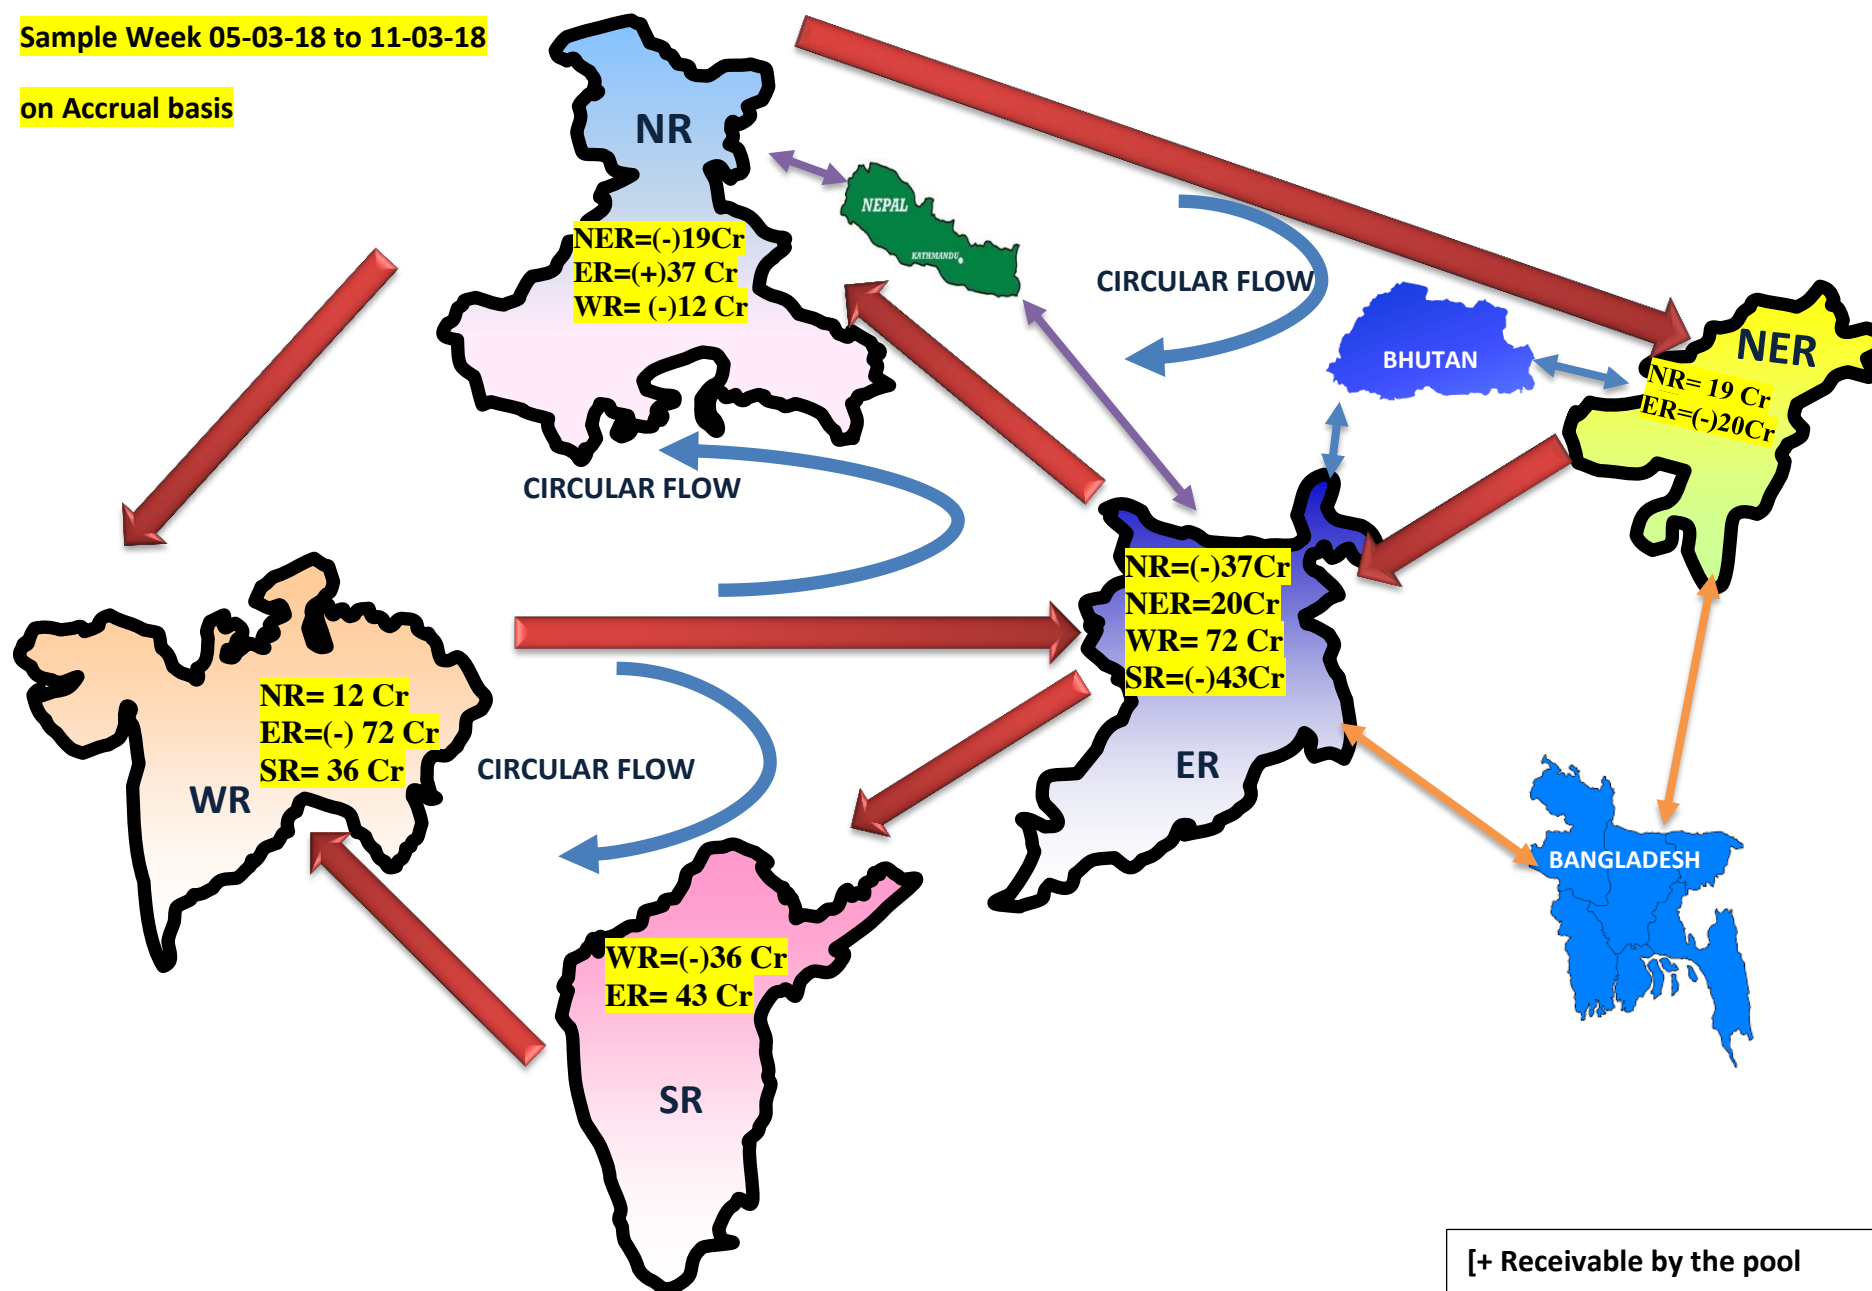 Sample Week 05-03-18 to 11-03-18
on Accrual basis
NR
NER=(-)19Cr
ER=(+)37 Cr
WR= (-)12 Cr
NEPAL
KATHMANDU
CIRCULAR FLOW
BHUTAN
NER
NR= 19 Cr
ER=(-)20Cr
CIRCULAR FLOW
NR=(-)37Cr
NER=20Cr
WR= 72 Cr
SR=(-)43Cr
ER
NR= 12 Cr
ER=(-) 72 Cr
SR= 36 Cr
WR
CIRCULAR FLOW
BANGLADESH
WR=(-)36 Cr
ER= 43 Cr
SR
[+ Receivable by the pool